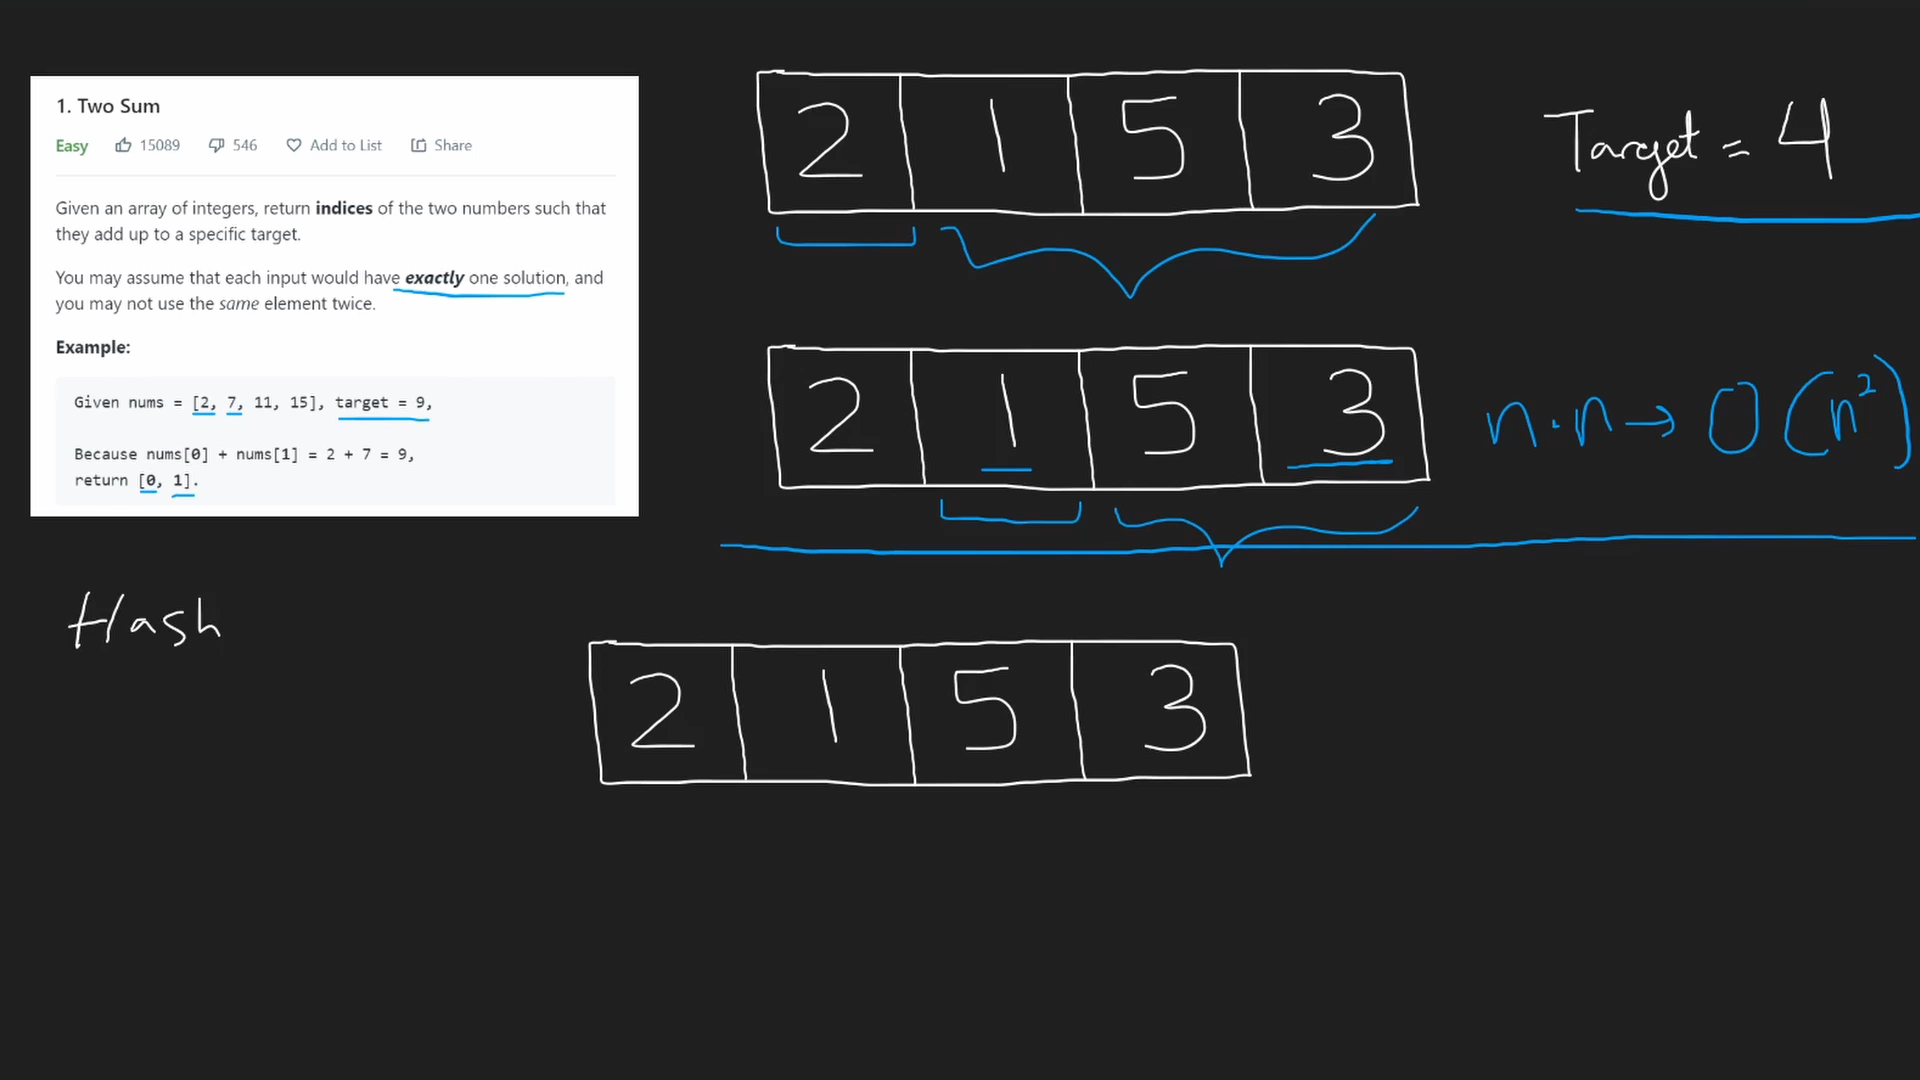 1. Two Sum
Easy 15089 546 Add to List Share
Given an array of integers, return indices of the two numbers such that
they add up to a specific target.
You may assume that each input would have exactly one solution, and
you may not use the same element twice.
Example:
Given nums = [2, 7, 11, 15], target = 9,
Because nums[0] + nums[1] = 2 + 7 = 9,
return [0, 1].
2 1 5 3
Target = 4
2 1 5 3
n·n→ O(n²)
Hash
2 1 5 3